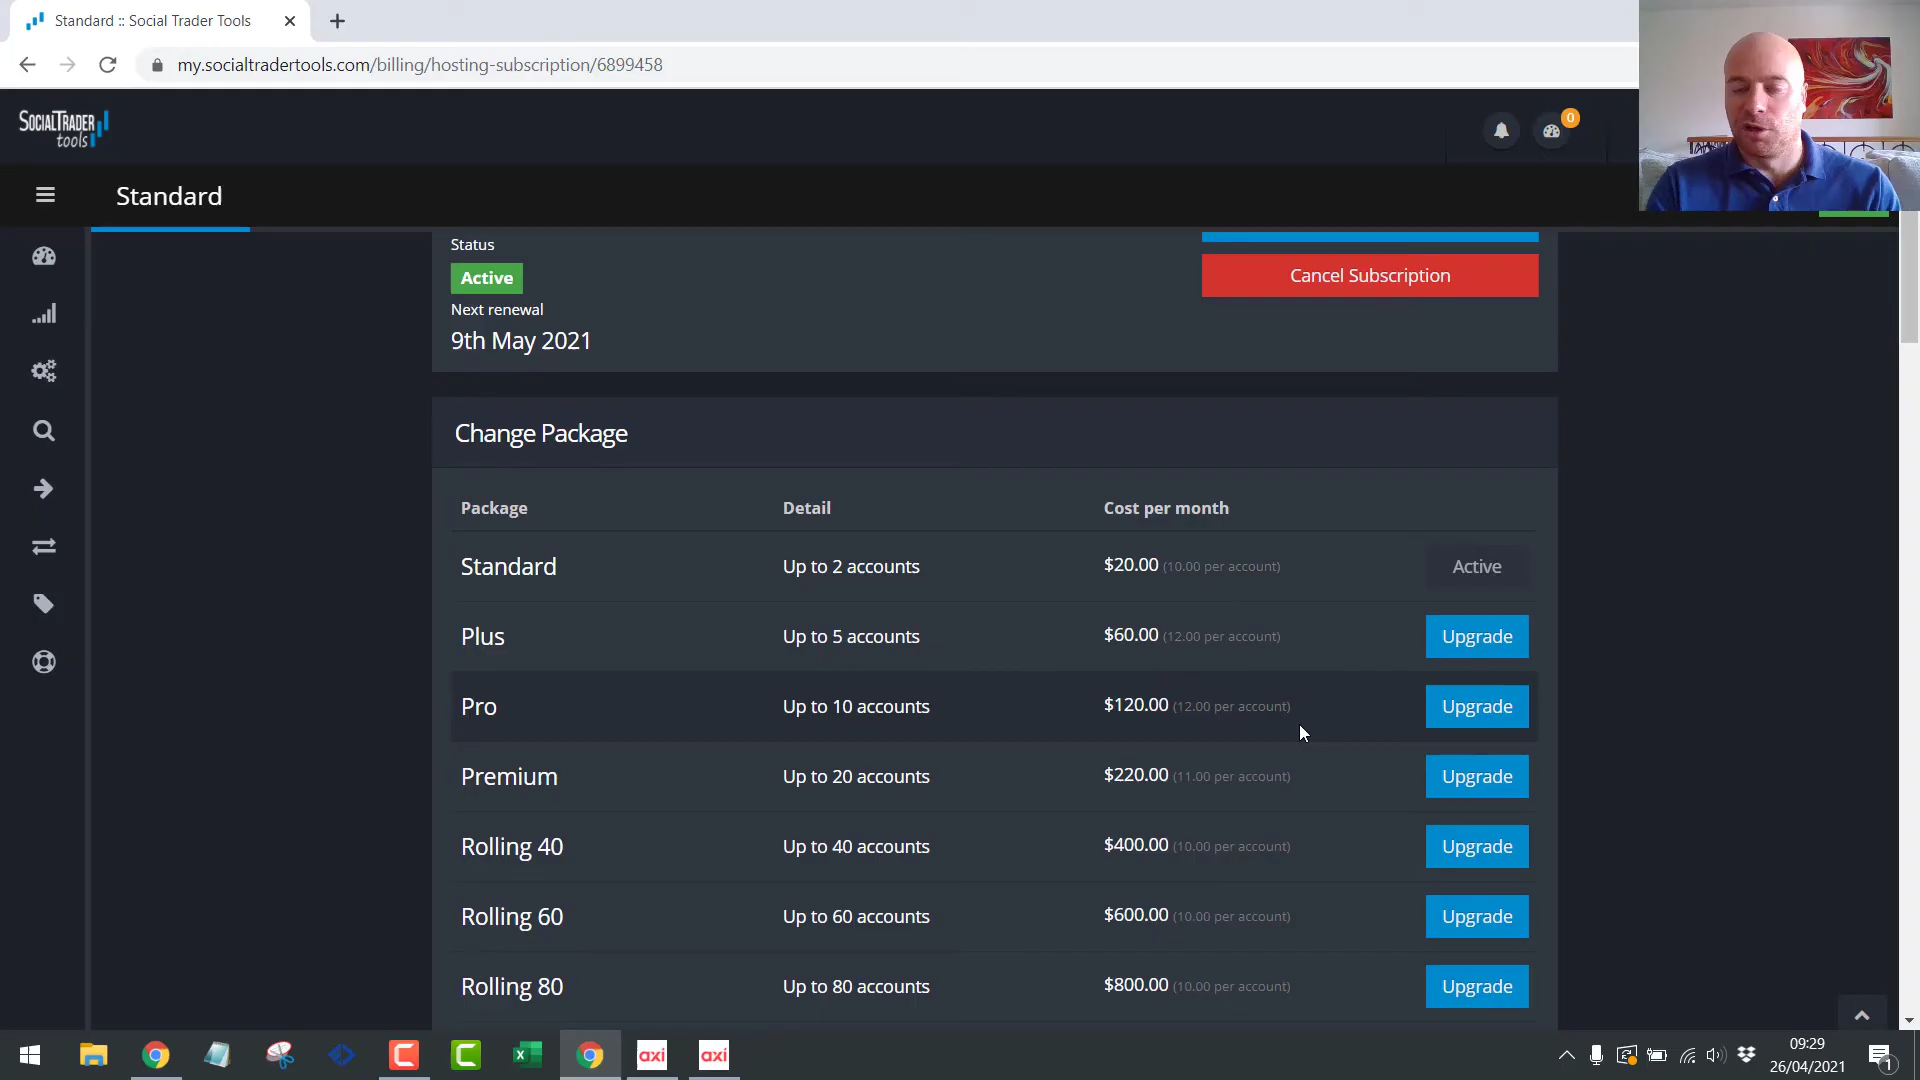 Standard :: Social Trader Tools
my.socialtradertools.com/billing/hosting-subscription/6899458
SOCIALTRADER
tools
0
Standard
Status
Active
Cancel Subscription
Next renewal
9th May 2021
Change Package
Package Detail Cost per month
Standard Up to 2 accounts $20.00 (10.00 per account) Active
Plus Up to 5 accounts $60.00 (12.00 per account) Upgrade
Pro Up to 10 accounts $120.00 (12.00 per account) Upgrade
Premium Up to 20 accounts $220.00 (11.00 per account) Upgrade
Rolling 40 Up to 40 accounts $400.00 (10.00 per account) Upgrade
Rolling 60 Up to 60 accounts $600.00 (10.00 per account) Upgrade
Rolling 80 Up to 80 accounts $800.00 (10.00 per account) Upgrade
axi axi
09:29
26/04/2021
1